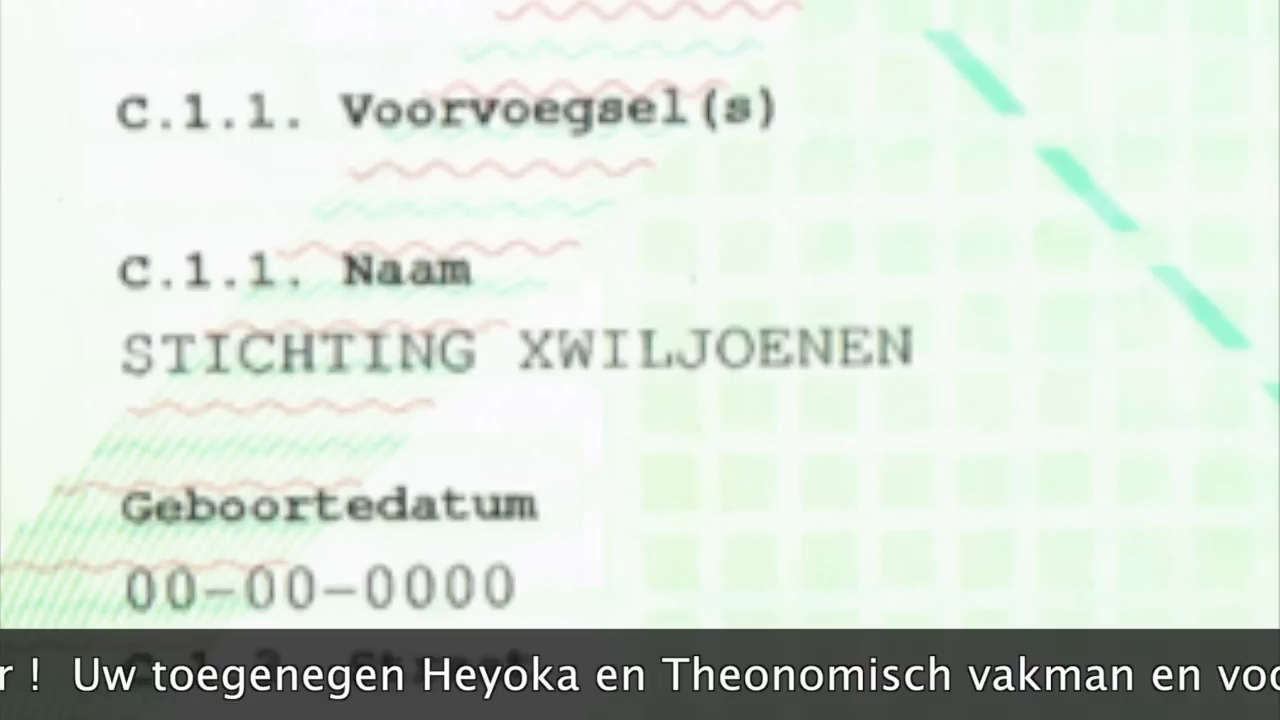 C.1.1. Voorvoegsel(s)
C.1.1. Naam
STICHTING XWILJOENEN
Geboortedatum
00-00-0000
r ! Uw toegenegen Heyoka en Theonomisch vakman en voo